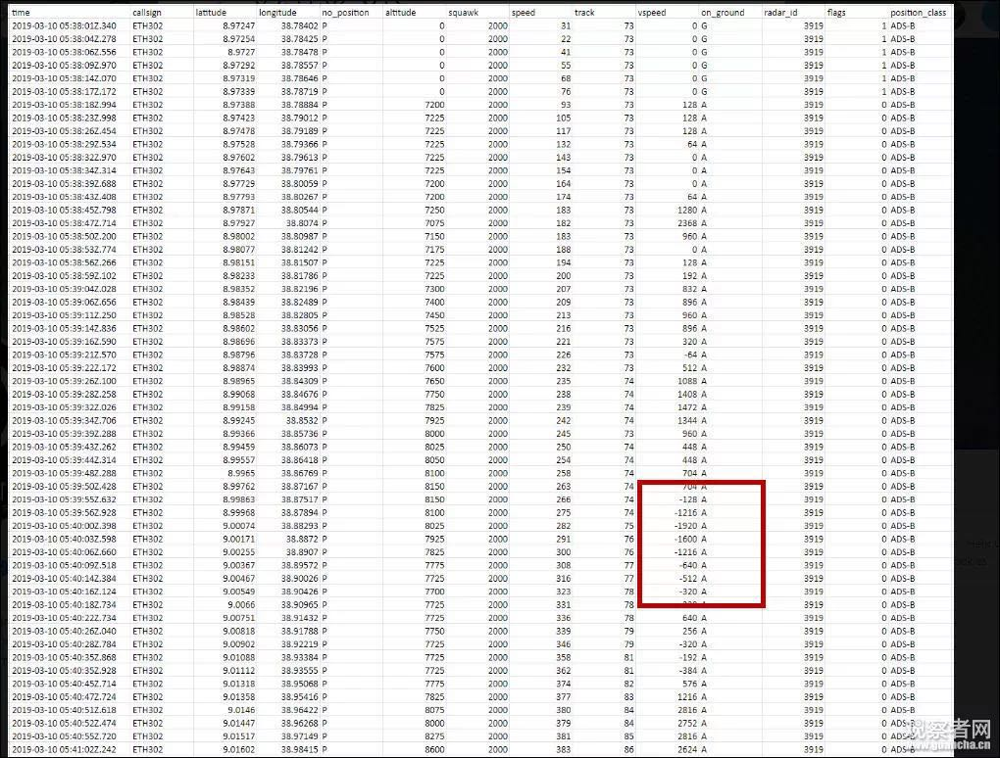 time callsign latitude longitude no_position altitude squawk speed track vspeed on_ground radar_id flags position_class
2019-03-10 05:38:01Z.340 ETH302 8.97247 38.78402 P 0 2000 31 73 0 G 3919 1 ADS-B
2019-03-10 05:38:04Z.278 ETH302 8.97254 38.78425 P 0 2000 22 73 0 G 3919 1 ADS-B
2019-03-10 05:38:06Z.556 ETH302 8.9727 38.78478 P 0 2000 41 73 0 G 3919 1 ADS-B
2019-03-10 05:38:09Z.970 ETH302 8.97292 38.78557 P 0 2000 55 73 0 G 3919 1 ADS-B
2019-03-10 05:38:14Z.070 ETH302 8.97319 38.78646 P 0 2000 68 73 0 G 3919 1 ADS-B
2019-03-10 05:38:17Z.172 ETH302 8.97339 38.78719 P 0 2000 76 73 0 G 3919 1 ADS-B
2019-03-10 05:38:18Z.994 ETH302 8.97388 38.78884 P 7200 2000 93 73 128 A 3919 0 ADS-B
2019-03-10 05:38:23Z.998 ETH302 8.97423 38.79012 P 7225 2000 105 73 128 A 3919 0 ADS-B
2019-03-10 05:38:26Z.454 ETH302 8.97478 38.79189 P 7225 2000 117 73 128 A 3919 0 ADS-B
2019-03-10 05:38:29Z.534 ETH302 8.97528 38.79366 P 7225 2000 132 73 64 A 3919 0 ADS-B
2019-03-10 05:38:32Z.970 ETH302 8.97602 38.79613 P 7225 2000 143 73 0 A 3919 0 ADS-B
2019-03-10 05:38:34Z.314 ETH302 8.97643 38.79761 P 7225 2000 154 73 0 A 3919 0 ADS-B
2019-03-10 05:38:39Z.688 ETH302 8.97729 38.80059 P 7200 2000 164 73 0 A 3919 0 ADS-B
2019-03-10 05:38:43Z.408 ETH302 8.97793 38.80267 P 7200 2000 174 73 64 A 3919 0 ADS-B
2019-03-10 05:38:45Z.798 ETH302 8.97871 38.80544 P 7250 2000 183 73 1280 A 3919 0 ADS-B
2019-03-10 05:38:47Z.714 ETH302 8.97927 38.8074 P 7075 2000 182 73 2368 A 3919 0 ADS-B
2019-03-10 05:38:50Z.200 ETH302 8.98002 38.80987 P 7150 2000 183 73 960 A 3919 0 ADS-B
2019-03-10 05:38:53Z.774 ETH302 8.98077 38.81242 P 7175 2000 188 73 0 A 3919 0 ADS-B
2019-03-10 05:38:56Z.266 ETH302 8.98151 38.81507 P 7225 2000 194 73 128 A 3919 0 ADS-B
2019-03-10 05:38:59Z.102 ETH302 8.98233 38.81786 P 7225 2000 200 73 192 A 3919 0 ADS-B
2019-03-10 05:39:04Z.028 ETH302 8.98352 38.82196 P 7300 2000 207 73 832 A 3919 0 ADS-B
2019-03-10 05:39:06Z.656 ETH302 8.98439 38.82489 P 7400 2000 209 73 896 A 3919 0 ADS-B
2019-03-10 05:39:11Z.250 ETH302 8.98528 38.82805 P 7450 2000 213 73 960 A 3919 0 ADS-B
2019-03-10 05:39:14Z.836 ETH302 8.98602 38.83056 P 7525 2000 216 73 896 A 3919 0 ADS-B
2019-03-10 05:39:16Z.590 ETH302 8.98696 38.83373 P 7575 2000 221 73 320 A 3919 0 ADS-B
2019-03-10 05:39:21Z.570 ETH302 8.98796 38.83728 P 7575 2000 226 73 -64 A 3919 0 ADS-B
2019-03-10 05:39:22Z.172 ETH302 8.98874 38.83993 P 7600 2000 232 73 512 A 3919 0 ADS-B
2019-03-10 05:39:26Z.100 ETH302 8.98965 38.84309 P 7650 2000 235 74 1088 A 3919 0 ADS-B
2019-03-10 05:39:28Z.258 ETH302 8.99068 38.84676 P 7750 2000 238 74 1408 A 3919 0 ADS-B
2019-03-10 05:39:32Z.026 ETH302 8.99158 38.84994 P 7825 2000 239 74 1472 A 3919 0 ADS-B
2019-03-10 05:39:34Z.706 ETH302 8.99245 38.8532 P 7925 2000 242 74 1344 A 3919 0 ADS-B
2019-03-10 05:39:39Z.288 ETH302 8.99366 38.85736 P 8000 2000 245 73 960 A 3919 0 ADS-B
2019-03-10 05:39:43Z.262 ETH302 8.99459 38.86073 P 8025 2000 250 74 448 A 3919 0 ADS-B
2019-03-10 05:39:44Z.314 ETH302 8.99557 38.86418 P 8050 2000 254 74 448 A 3919 0 ADS-B
2019-03-10 05:39:48Z.288 ETH302 8.9965 38.86769 P 8100 2000 258 74 704 A 3919 0 ADS-B
2019-03-10 05:39:50Z.428 ETH302 8.99762 38.87167 P 8150 2000 263 74 704 A 3919 0 ADS-B
2019-03-10 05:39:55Z.632 ETH302 8.99863 38.87517 P 8150 2000 266 74 -128 A 3919 0 ADS-B
2019-03-10 05:39:56Z.928 ETH302 8.99968 38.87894 P 8100 2000 275 74 -1216 A 3919 0 ADS-B
2019-03-10 05:40:00Z.398 ETH302 9.00074 38.88293 P 8025 2000 282 75 -1920 A 3919 0 ADS-B
2019-03-10 05:40:03Z.598 ETH302 9.00171 38.8872 P 7925 2000 291 76 -1600 A 3919 0 ADS-B
2019-03-10 05:40:06Z.660 ETH302 9.00255 38.8907 P 7825 2000 300 76 -1216 A 3919 0 ADS-B
2019-03-10 05:40:09Z.518 ETH302 9.00367 38.89572 P 7775 2000 308 77 -640 A 3919 0 ADS-B
2019-03-10 05:40:14Z.384 ETH302 9.00467 38.90026 P 7775 2000 316 77 -512 A 3919 0 ADS-B
2019-03-10 05:40:16Z.124 ETH302 9.00549 38.90426 P 7700 2000 323 78 -320 A 3919 0 ADS-B
2019-03-10 05:40:18Z.734 ETH302 9.0066 38.90965 P 7725 2000 331 78 A 3919 0 ADS-B
2019-03-10 05:40:22Z.734 ETH302 9.00751 38.91432 P 7725 2000 336 78 640 A 3919 0 ADS-B
2019-03-10 05:40:26Z.040 ETH302 9.00818 38.91788 P 7750 2000 339 79 256 A 3919 0 ADS-B
2019-03-10 05:40:28Z.784 ETH302 9.00902 38.92219 P 7725 2000 346 79 -320 A 3919 0 ADS-B
2019-03-10 05:40:35Z.868 ETH302 9.01088 38.93384 P 7725 2000 358 81 -192 A 3919 0 ADS-B
2019-03-10 05:40:35Z.928 ETH302 9.01112 38.93555 P 7725 2000 362 81 -384 A 3919 0 ADS-B
2019-03-10 05:40:45Z.714 ETH302 9.01318 38.95068 P 7775 2000 374 82 576 A 3919 0 ADS-B
2019-03-10 05:40:47Z.724 ETH302 9.01358 38.95416 P 7825 2000 377 83 1216 A 3919 0 ADS-B
2019-03-10 05:40:51Z.618 ETH302 9.0146 38.96422 P 8075 2000 380 84 2816 A 3919 0 ADS-B
2019-03-10 05:40:52Z.474 ETH302 9.01447 38.96268 P 8000 2000 379 84 2752 A 3919 0 ADS-B
2019-03-10 05:40:55Z.720 ETH302 9.01517 38.97149 P 8275 2000 381 85 2816 A 3919 0 ADS-B
2019-03-10 05:41:02Z.242 ETH302 9.01602 38.98415 P 8600 2000 383 86 2624 A 3919 0 ADS-B
观察者网
www.guancha.cn